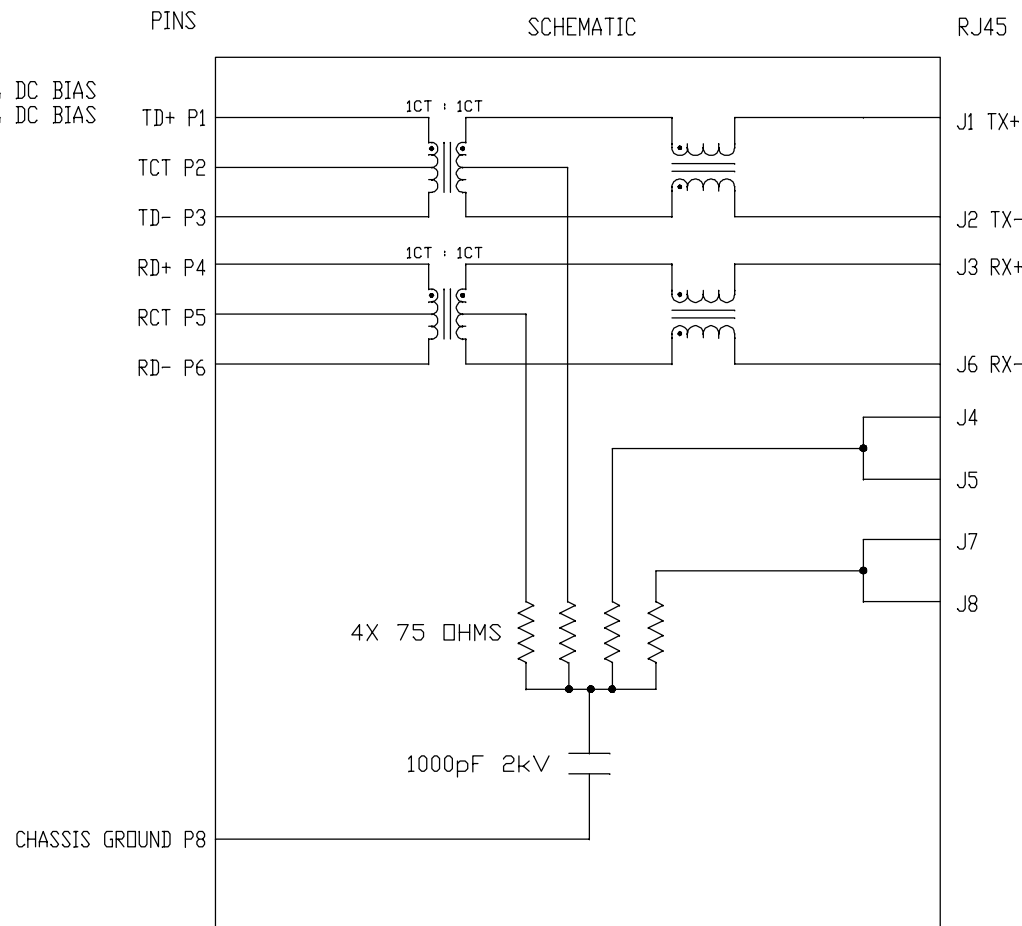 PINS
SCHEMATIC
RJ45
DC BIAS
DC BIAS
1CT : 1CT
TD+ P1
J1 TX+
TCT P2
TD- P3
J2 TX-
1CT : 1CT
RD+ P4
J3 RX+
RCT P5
RD- P6
J6 RX-
J4
J5
J7
J8
4X 75 OHMS
1000pF 2kV
CHASSIS GROUND P8